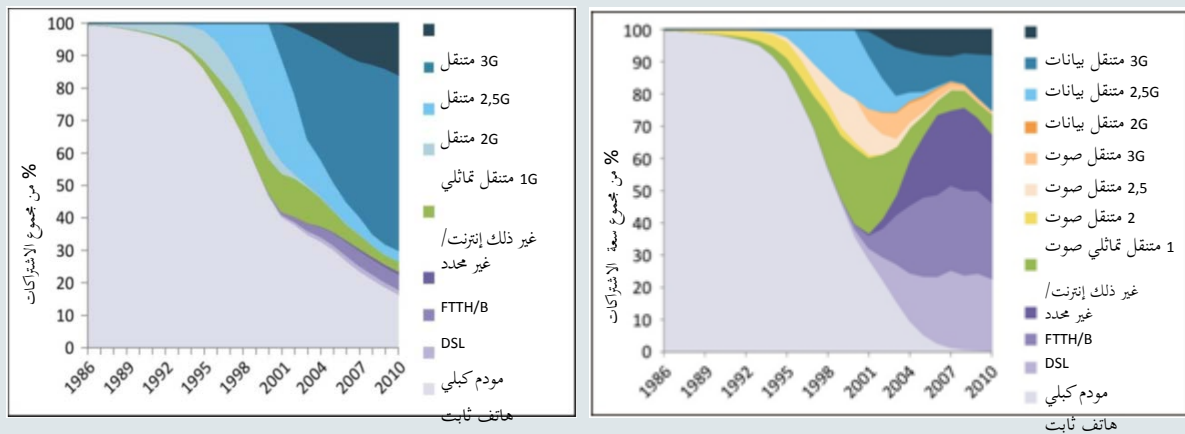 % من مجموع الاشتراكات
100
90
80
70
60
50
40
30
20
10
0
1986
1989
1992
1995
1998
2001
2004
2007
2010
3G متنقل
2,5G متنقل
2G متنقل
1G متنقل تماثلي
غير ذلك إنترنت/
غير محدد
FTTH/B
DSL
مودم كبلي
هاتف ثابت
% من مجموع سعة الاشتراكات
100
90
80
70
60
50
40
30
20
10
0
1986
1989
1992
1995
1998
2001
2004
2007
2010
3G متنقل بيانات
2,5G متنقل بيانات
2G متنقل بيانات
3G متنقل صوت
2,5 متنقل صوت
2 متنقل صوت
1 متنقل تماثلي صوت
غير ذلك إنترنت/
غير محدد
FTTH/B
DSL
مودم كبلي
هاتف ثابت